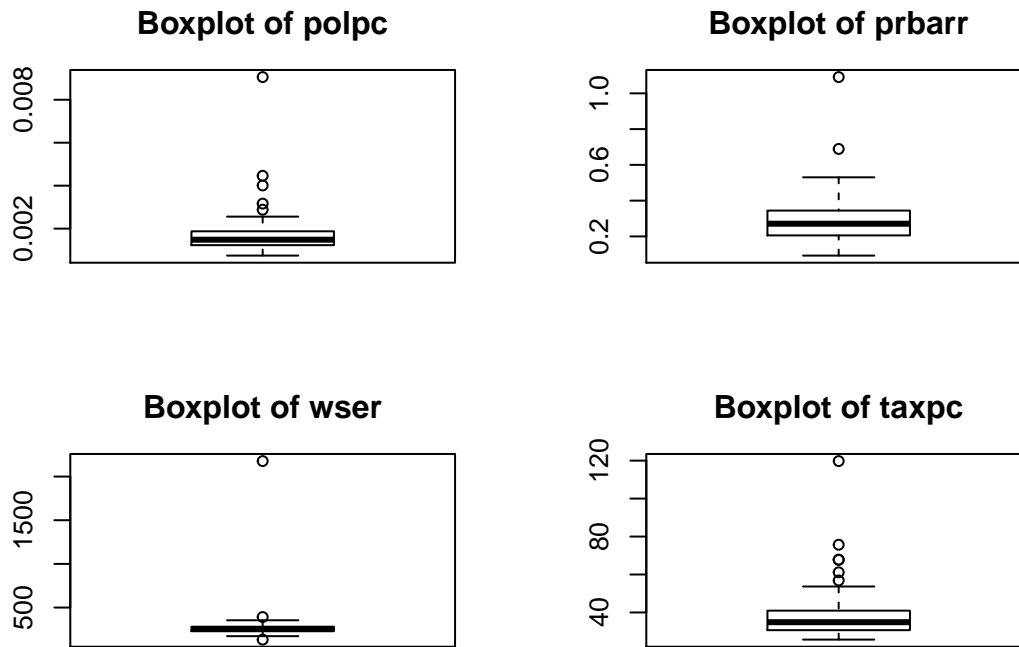 Boxplot of polpc
0.008
0.002
Boxplot of prbarr
1.0
0.6
0.2
Boxplot of wser
1500
500
Boxplot of taxpc
120
80
40